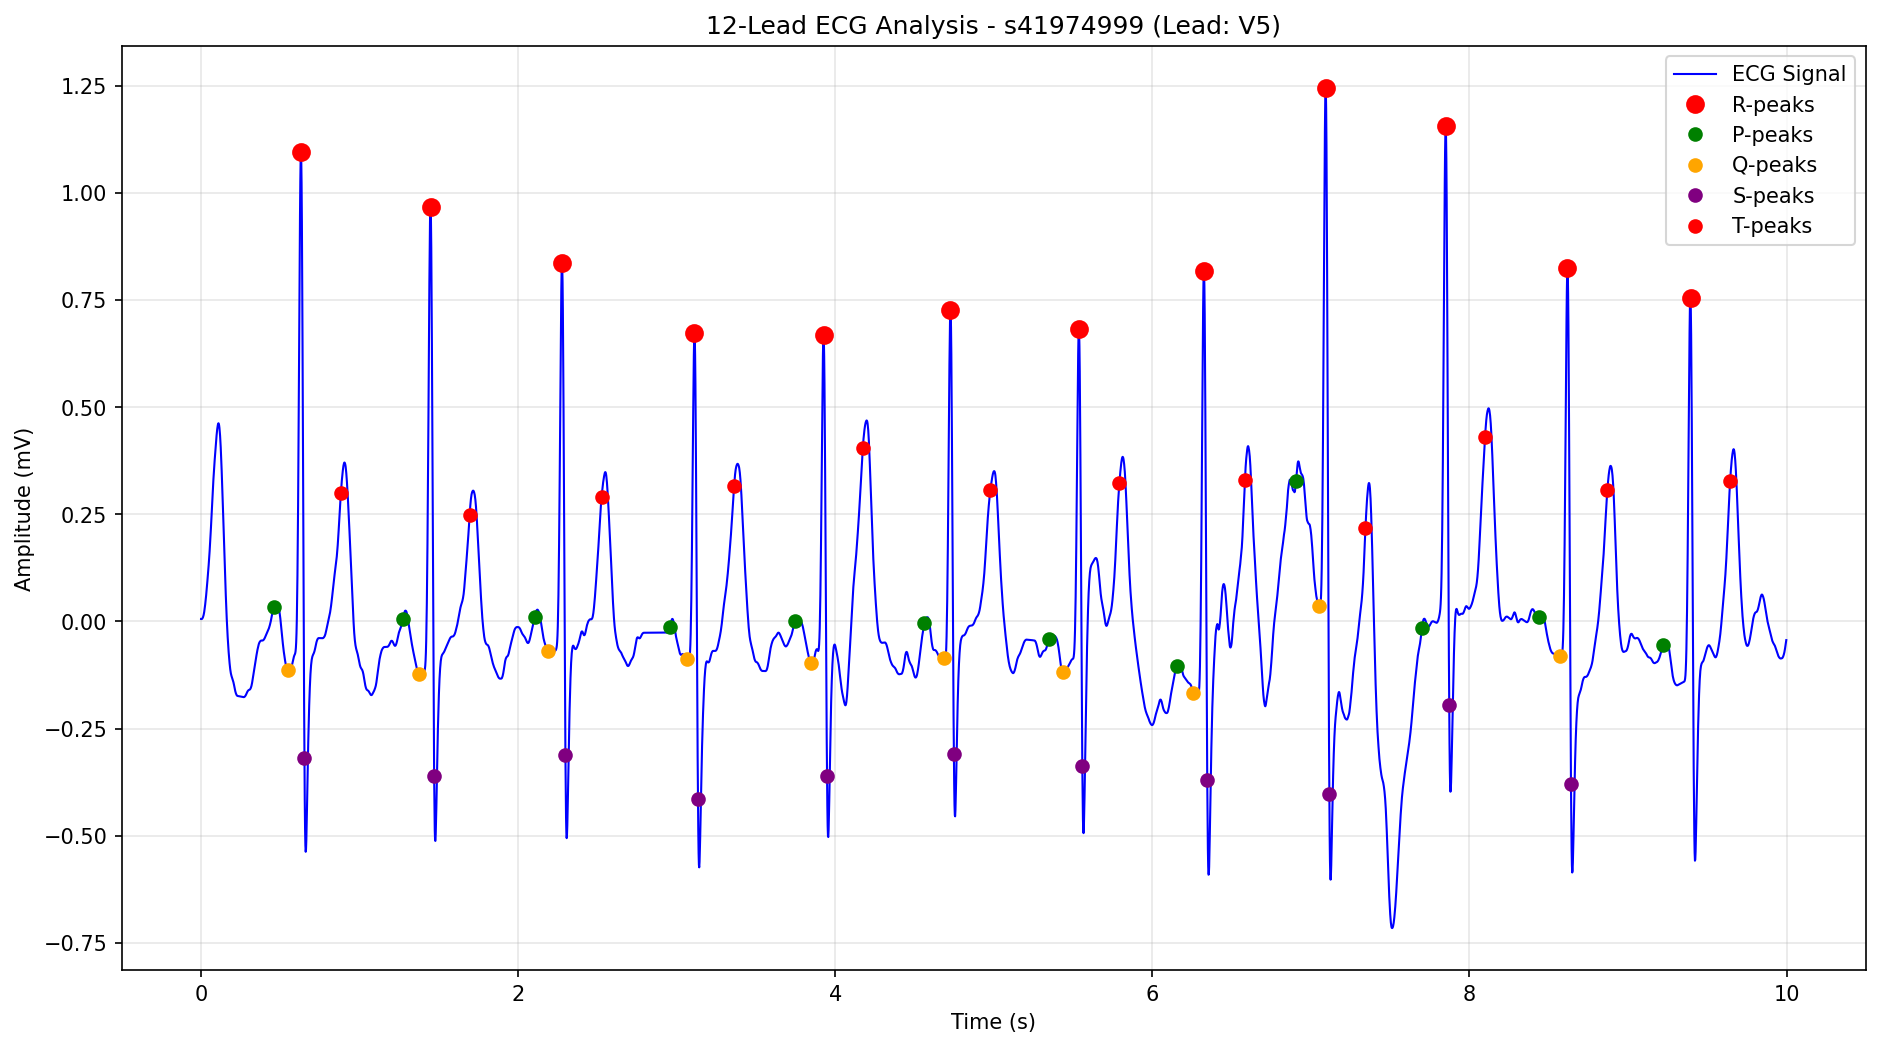 12-Lead ECG Analysis - s41974999 (Lead: V5)
ECG Signal
R-peaks
P-peaks
Q-peaks
S-peaks
T-peaks
Amplitude (mV)
1.25
1.00
0.75
0.50
0.25
0.00
−0.25
−0.50
−0.75
0 2 4 6 8 10
Time (s)